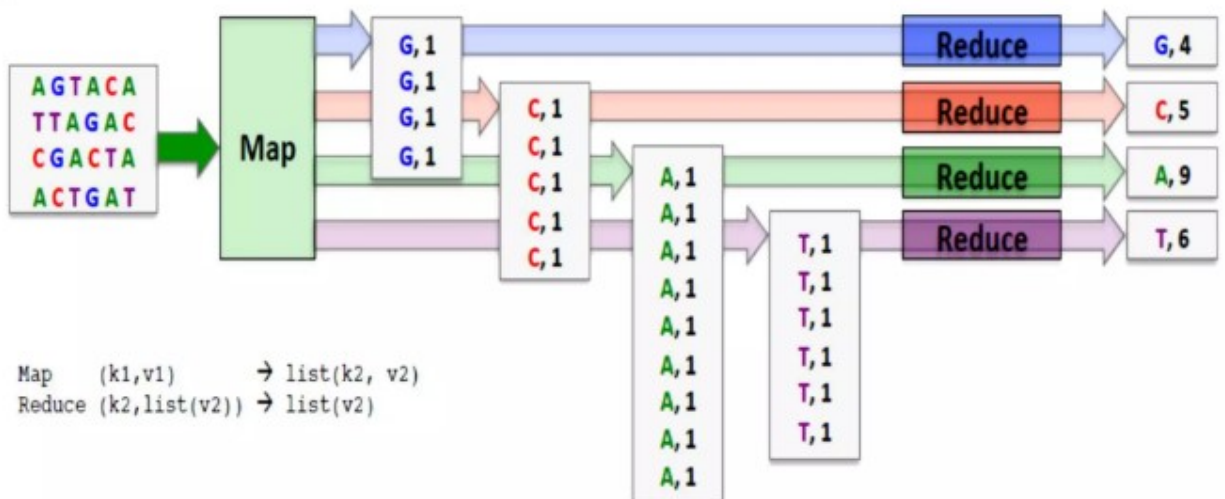 AGTACA
TTAGAC
CGACTA
ACTGAT
Map
G, 1
G, 1
G, 1
G, 1
C, 1
C, 1
C, 1
C, 1
C, 1
A, 1
A, 1
A, 1
A, 1
A, 1
A, 1
A, 1
A, 1
A, 1
T, 1
T, 1
T, 1
T, 1
T, 1
T, 1
Reduce
G, 4
Reduce
C, 5
Reduce
A, 9
Reduce
T, 6
Map (k1,v1) → list(k2, v2)
Reduce (k2,list(v2)) → list(v2)